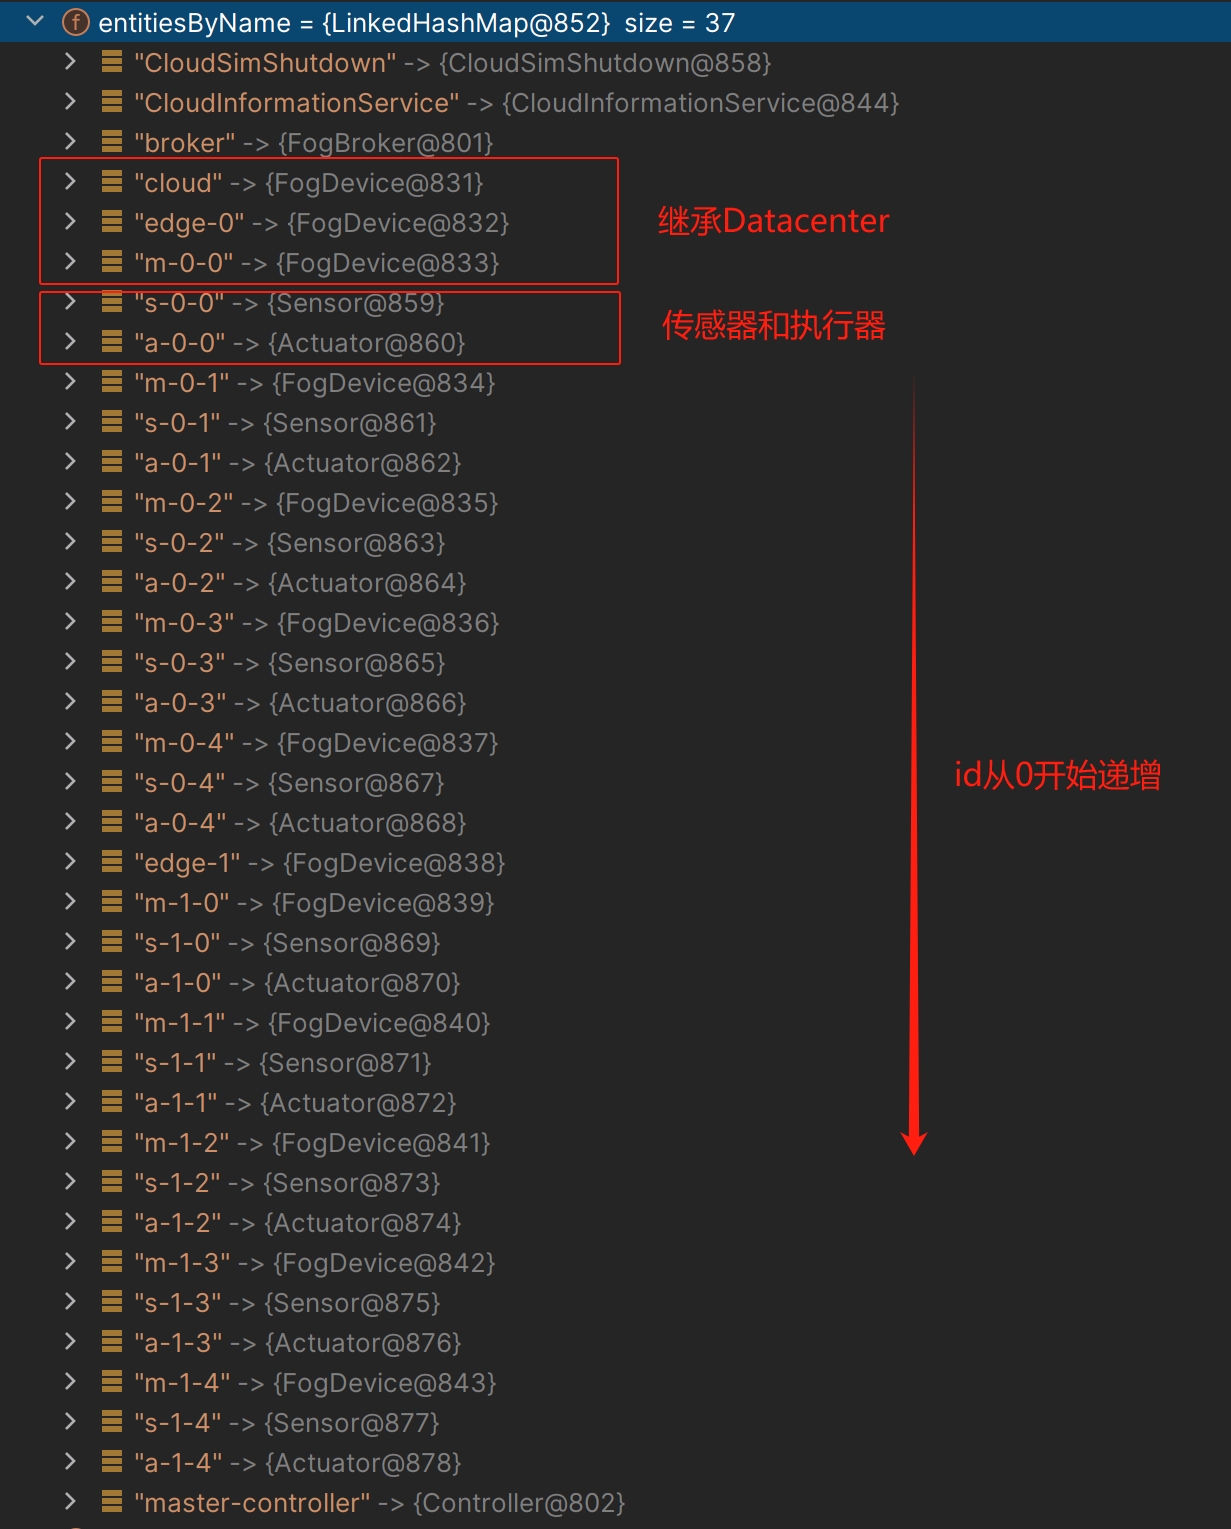 f entitiesByName = {LinkedHashMap@852} size = 37
"CloudSimShutdown" -> {CloudSimShutdown@858}
"CloudInformationService" -> {CloudInformationService@844}
"broker" -> {FogBroker@801}
"cloud" -> {FogDevice@831}
"edge-0" -> {FogDevice@832}
继承Datacenter
"m-0-0" -> {FogDevice@833}
"s-0-0" -> {Sensor@859}
传感器和执行器
"a-0-0" -> {Actuator@860}
"m-0-1" -> {FogDevice@834}
"s-0-1" -> {Sensor@861}
"a-0-1" -> {Actuator@862}
"m-0-2" -> {FogDevice@835}
"s-0-2" -> {Sensor@863}
"a-0-2" -> {Actuator@864}
"m-0-3" -> {FogDevice@836}
"s-0-3" -> {Sensor@865}
"a-0-3" -> {Actuator@866}
"m-0-4" -> {FogDevice@837}
"s-0-4" -> {Sensor@867}
id从0开始递增
"a-0-4" -> {Actuator@868}
"edge-1" -> {FogDevice@838}
"m-1-0" -> {FogDevice@839}
"s-1-0" -> {Sensor@869}
"a-1-0" -> {Actuator@870}
"m-1-1" -> {FogDevice@840}
"s-1-1" -> {Sensor@871}
"a-1-1" -> {Actuator@872}
"m-1-2" -> {FogDevice@841}
"s-1-2" -> {Sensor@873}
"a-1-2" -> {Actuator@874}
"m-1-3" -> {FogDevice@842}
"s-1-3" -> {Sensor@875}
"a-1-3" -> {Actuator@876}
"m-1-4" -> {FogDevice@843}
"s-1-4" -> {Sensor@877}
"a-1-4" -> {Actuator@878}
"master-controller" -> {Controller@802}